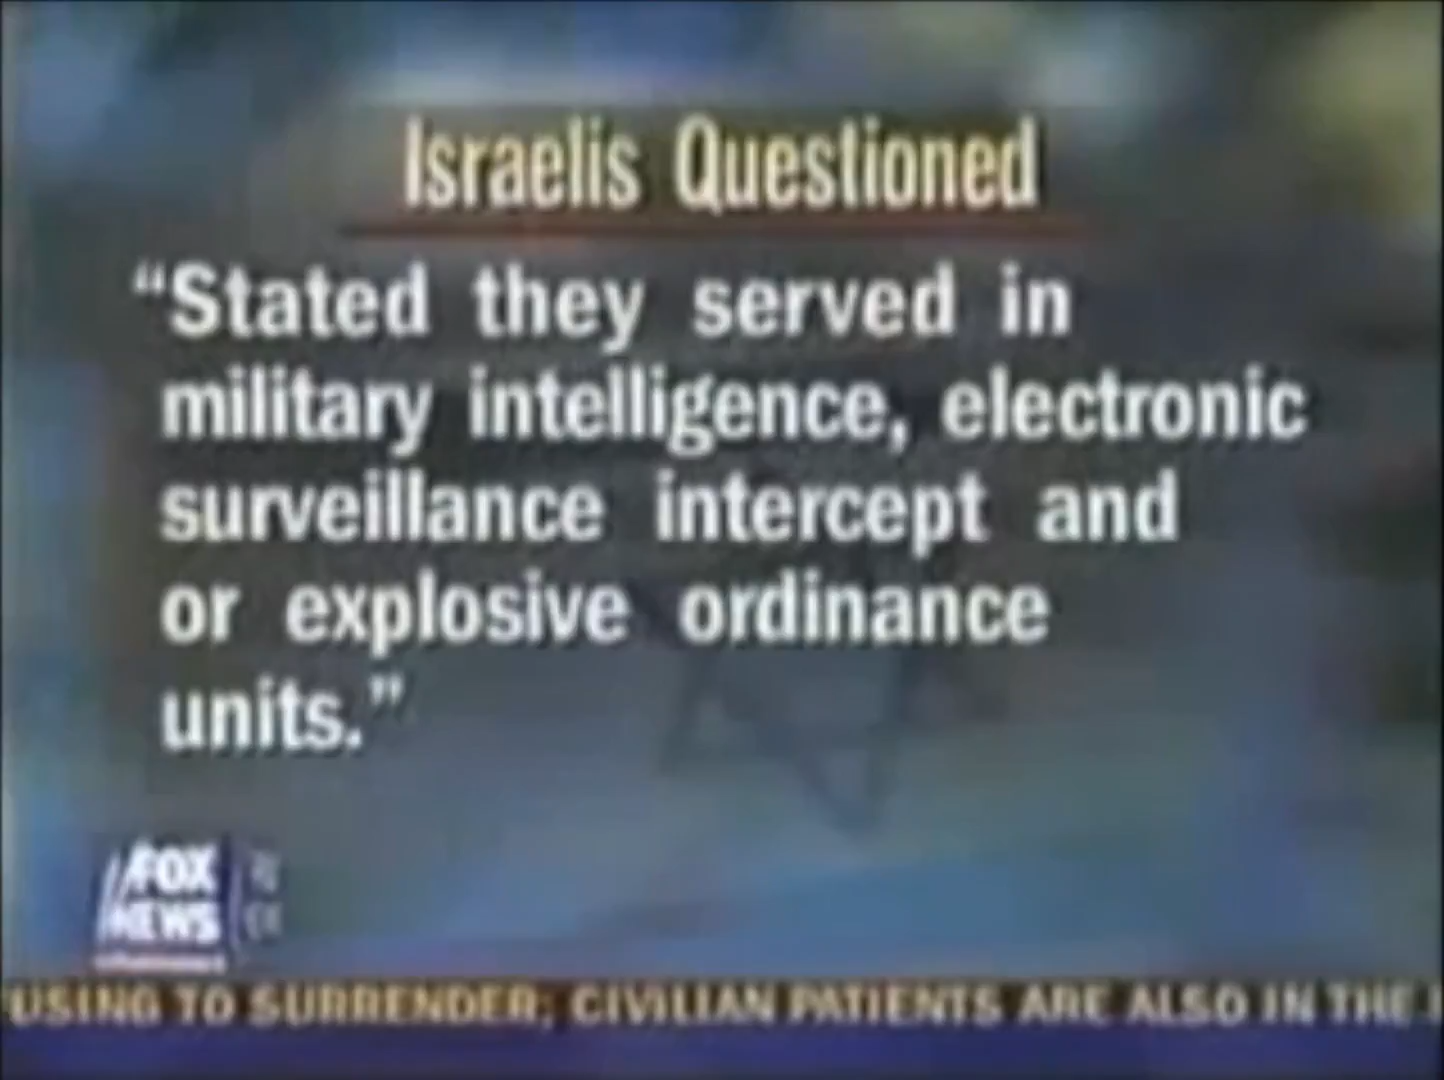 Israelis Questioned
“Stated they served in
military intelligence, electronic
surveillance intercept and
or explosive ordinance
units.”
FOX
NEWS
USING TO SURRENDER; CIVILIAN PATIENTS ARE ALSO IN THE